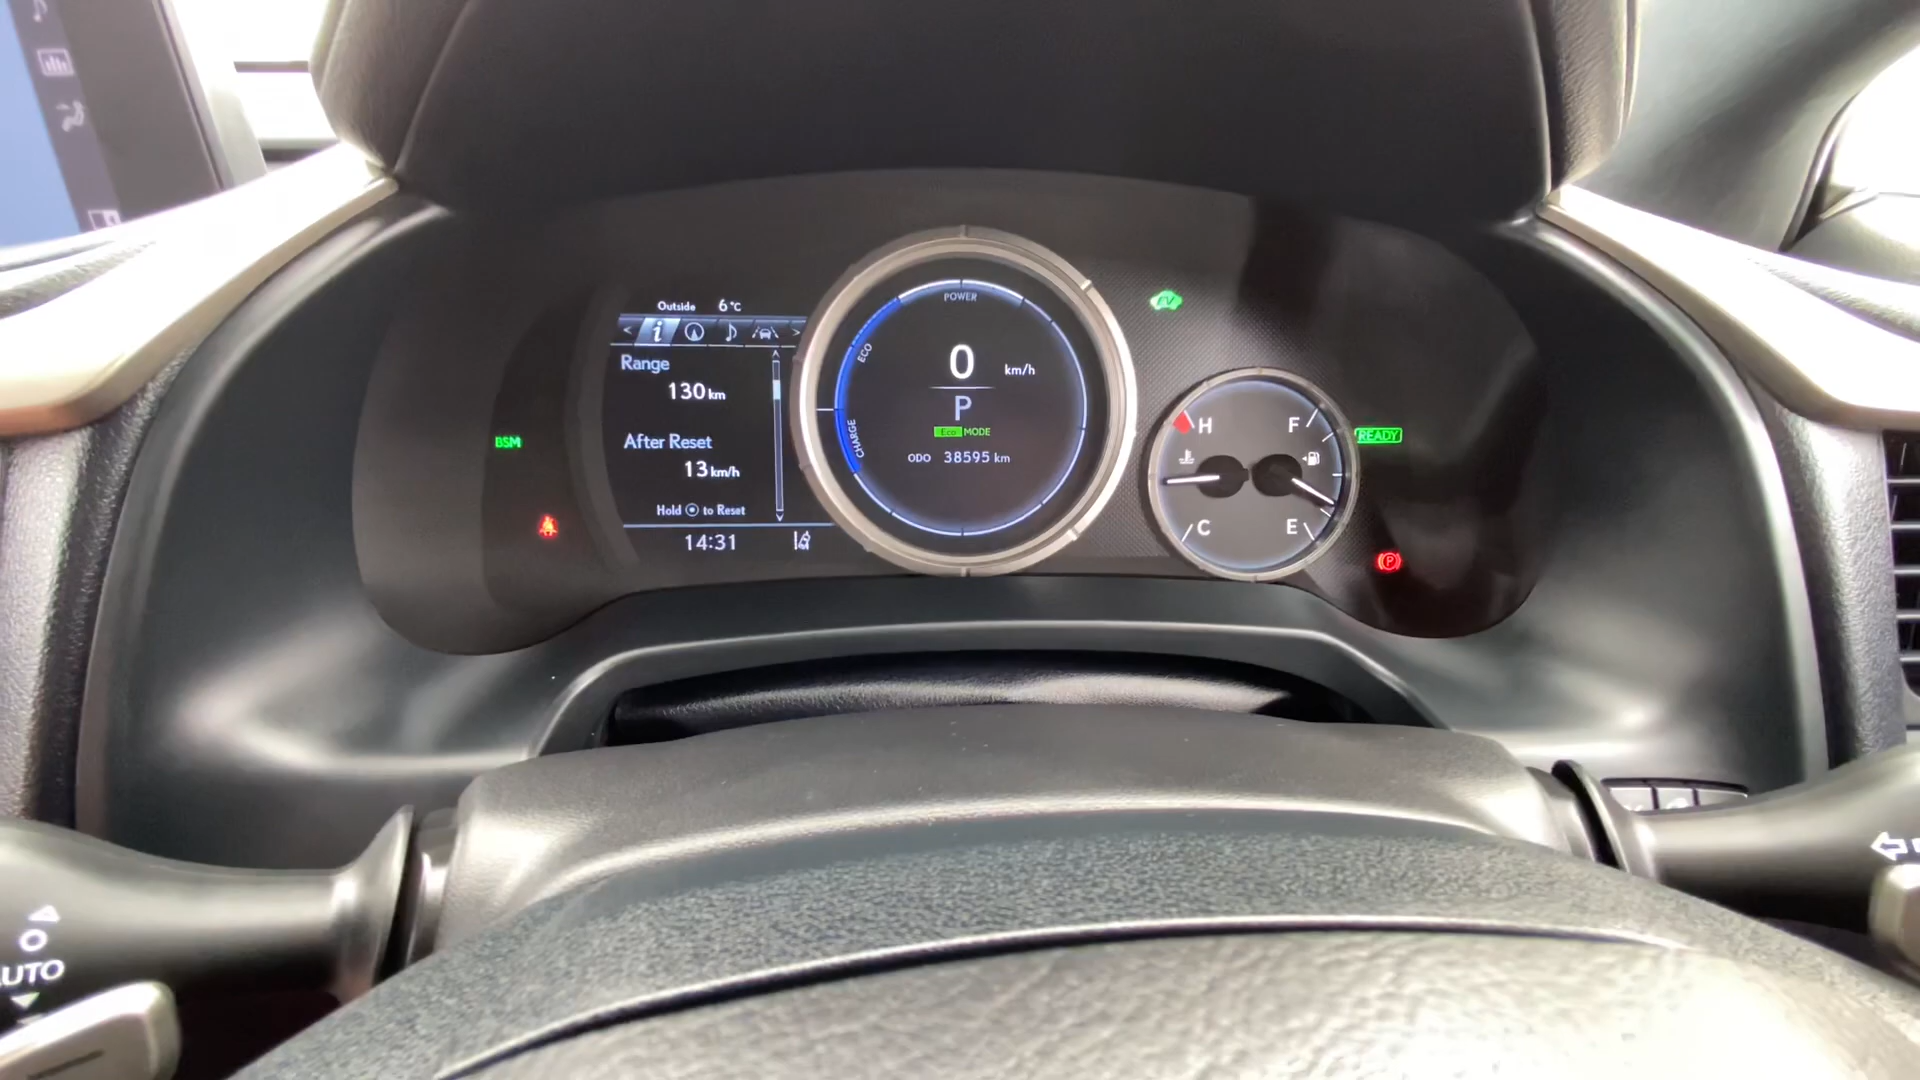 Outside 6°C
< i >
Range
130 km
After Reset
13 km/h
Hold to Reset
14:31
BSM
POWER
ECO
CHARGE
0 km/h
P
Eco MODE
ODO 38595 km
EV
H F
C E
READY
P
O
AUTO